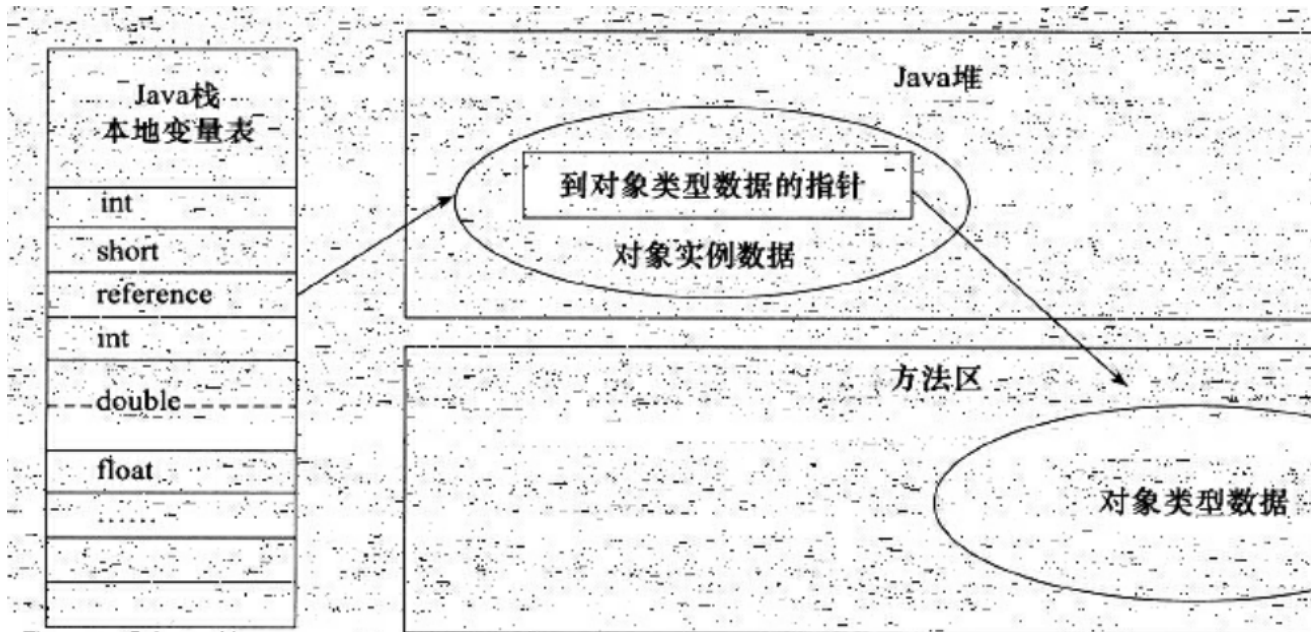 Java栈
本地变量表
int
short
reference
int
double
float
……
Java堆
到对象类型数据的指针
对象实例数据
方法区
对象类型数据